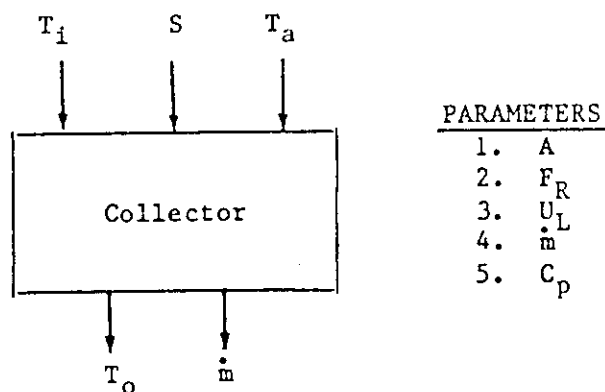 T_i S T_a
Collector
T_o ṁ
PARAMETERS
1. A
2. F_R
3. U_L
4. ṁ
5. C_p